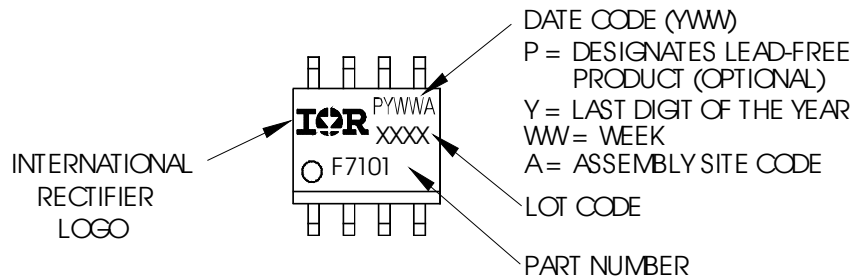 DATE CODE (YWW)
P = DESIGNATES LEAD-FREE
PRODUCT (OPTIONAL)
Y = LAST DIGIT OF THE YEAR
WW = WEEK
A = ASSEMBLY SITE CODE
LOT CODE
PART NUMBER
INTERNATIONAL
RECTIFIER
LOGO
IOR
PYWWA
XXXX
F7101